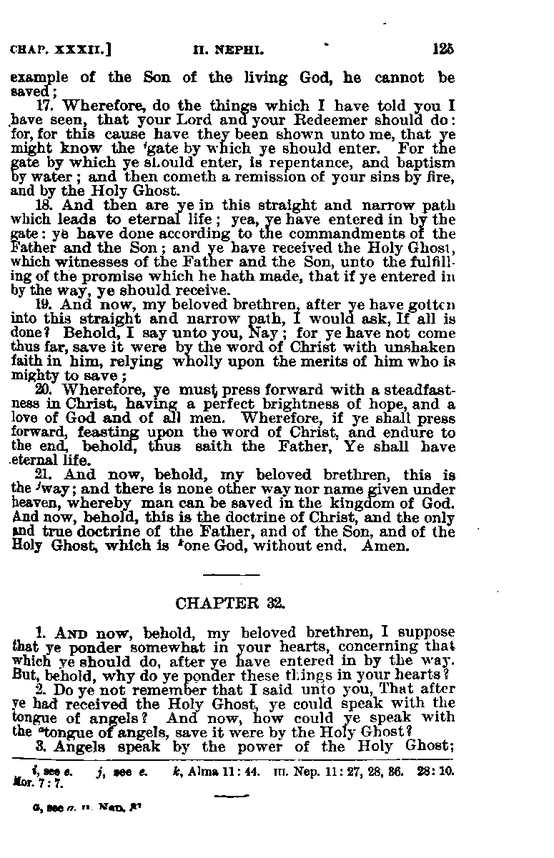 CHAP. XXXII.] II. NEPHI. 125
example of the Son of the living God, he cannot be
saved;
17. Wherefore, do the things which I have told you I
have seen, that your Lord and your Redeemer should do:
for, for this cause have they been shown unto me, that ye
might know the ⁱgate by which ye should enter. For the
gate by which ye should enter, is repentance, and baptism
by water; and then cometh a remission of your sins by fire,
and by the Holy Ghost.
18. And then are ye in this straight and narrow path
which leads to eternal life; yea, ye have entered in by the
gate: ye have done according to the commandments of the
Father and the Son; and ye have received the Holy Ghost,
which witnesses of the Father and the Son, unto the fulfill-
ing of the promise which he hath made, that if ye entered in
by the way, ye should receive.
19. And now, my beloved brethren, after ye have gotten
into this straight and narrow path, I would ask, If all is
done? Behold, I say unto you, Nay; for ye have not come
thus far, save it were by the word of Christ with unshaken
faith in him, relying wholly upon the merits of him who is
mighty to save;
20. Wherefore, ye must press forward with a steadfast-
ness in Christ, having a perfect brightness of hope, and a
love of God and of all men. Wherefore, if ye shall press
forward, feasting upon the word of Christ, and endure to
the end, behold, thus saith the Father, Ye shall have
eternal life.
21. And now, behold, my beloved brethren, this is
the ʲway; and there is none other way nor name given under
heaven, whereby man can be saved in the kingdom of God.
And now, behold, this is the doctrine of Christ, and the only
and true doctrine of the Father, and of the Son, and of the
Holy Ghost, which is ᵏone God, without end. Amen.
CHAPTER 32.
1. AND now, behold, my beloved brethren, I suppose
that ye ponder somewhat in your hearts, concerning that
which ye should do, after ye have entered in by the way.
But, behold, why do ye ponder these things in your hearts?
2. Do ye not remember that I said unto you, That after
ye had received the Holy Ghost, ye could speak with the
tongue of angels? And now, how could ye speak with
the ᵃtongue of angels, save it were by the Holy Ghost?
3. Angels speak by the power of the Holy Ghost;
i, see e. j, see e. k, Alma 11: 44. III. Nep. 11: 27, 28, 36. 28: 10.
Mor. 7: 7.
a, see